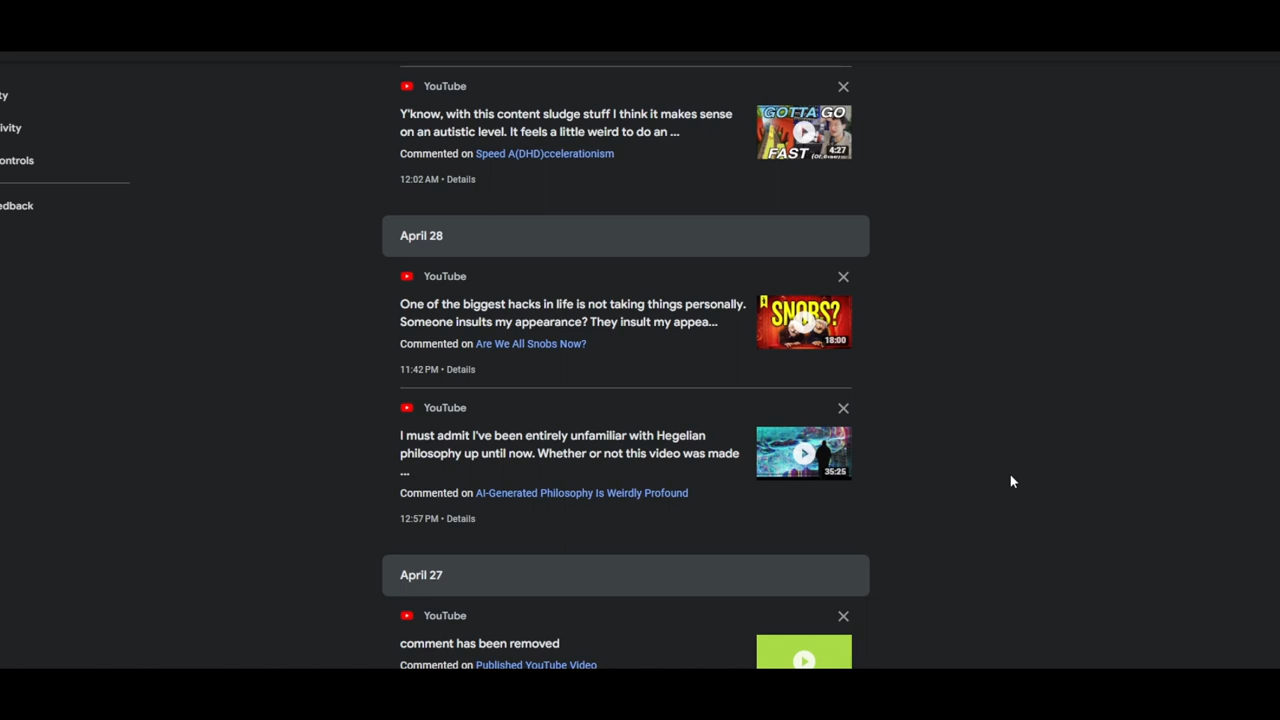 ty
YouTube
Y'know, with this content sludge stuff I think it makes sense
on an autistic level. It feels a little weird to do an ...
GOTTA GO
FAST
4:27
ivity
Commented on Speed A(DHD)ccelerationism
ontrols
12:02 AM • Details
edback
April 28
YouTube
One of the biggest hacks in life is not taking things personally.
Someone insults my appearance? They insult my appea...
SNOBS?
18:00
Commented on Are We All Snobs Now?
11:42 PM • Details
YouTube
I must admit I've been entirely unfamiliar with Hegelian
philosophy up until now. Whether or not this video was made
...
35:25
Commented on AI-Generated Philosophy Is Weirdly Profound
12:57 PM • Details
April 27
YouTube
comment has been removed
Commented on Published YouTube Video